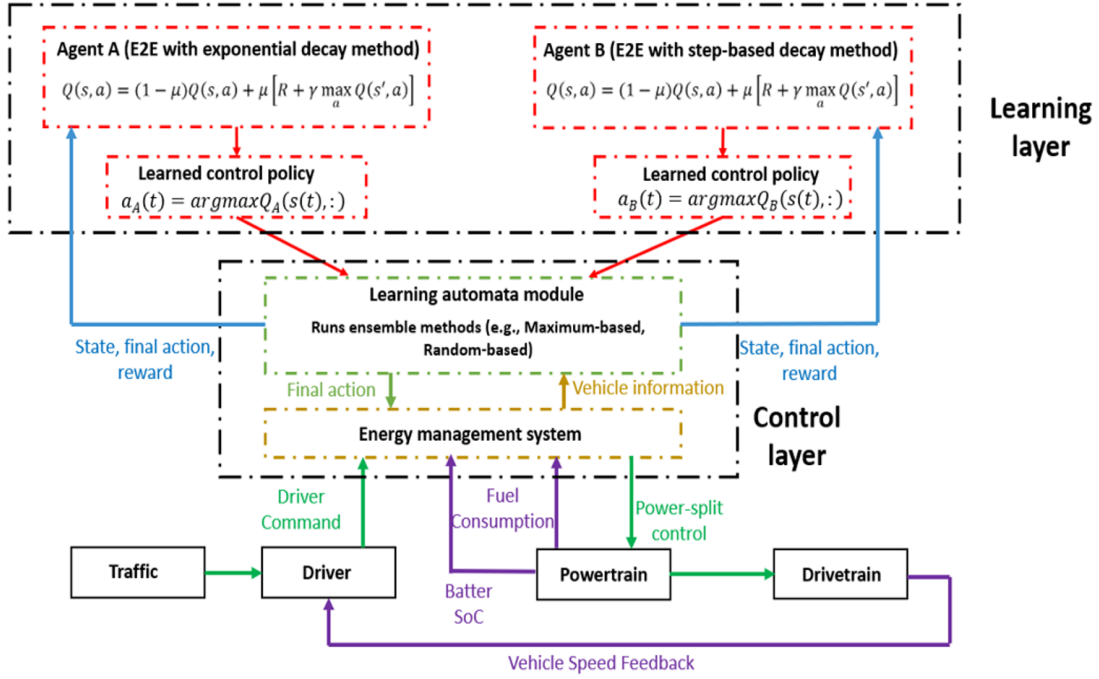 Agent A (E2E with exponential decay method)
Q(s, a) = (1 − μ)Q(s, a) + μ [R + γ max_a Q(s′, a)]
Agent B (E2E with step-based decay method)
Q(s, a) = (1 − μ)Q(s, a) + μ [R + γ max_a Q(s′, a)]
Learning
layer
Learned control policy
a_A(t) = argmaxQ_A(s(t),:)
Learned control policy
a_B(t) = argmaxQ_B(s(t),:)
Learning automata module
Runs ensemble methods (e.g., Maximum-based,
Random-based)
State, final action,
reward
State, final action,
reward
Final action
Vehicle information
Energy management system
Control
layer
Driver
Command
Fuel
Consumption
Power-split
control
Traffic
Driver
Powertrain
Drivetrain
Batter
SoC
Vehicle Speed Feedback